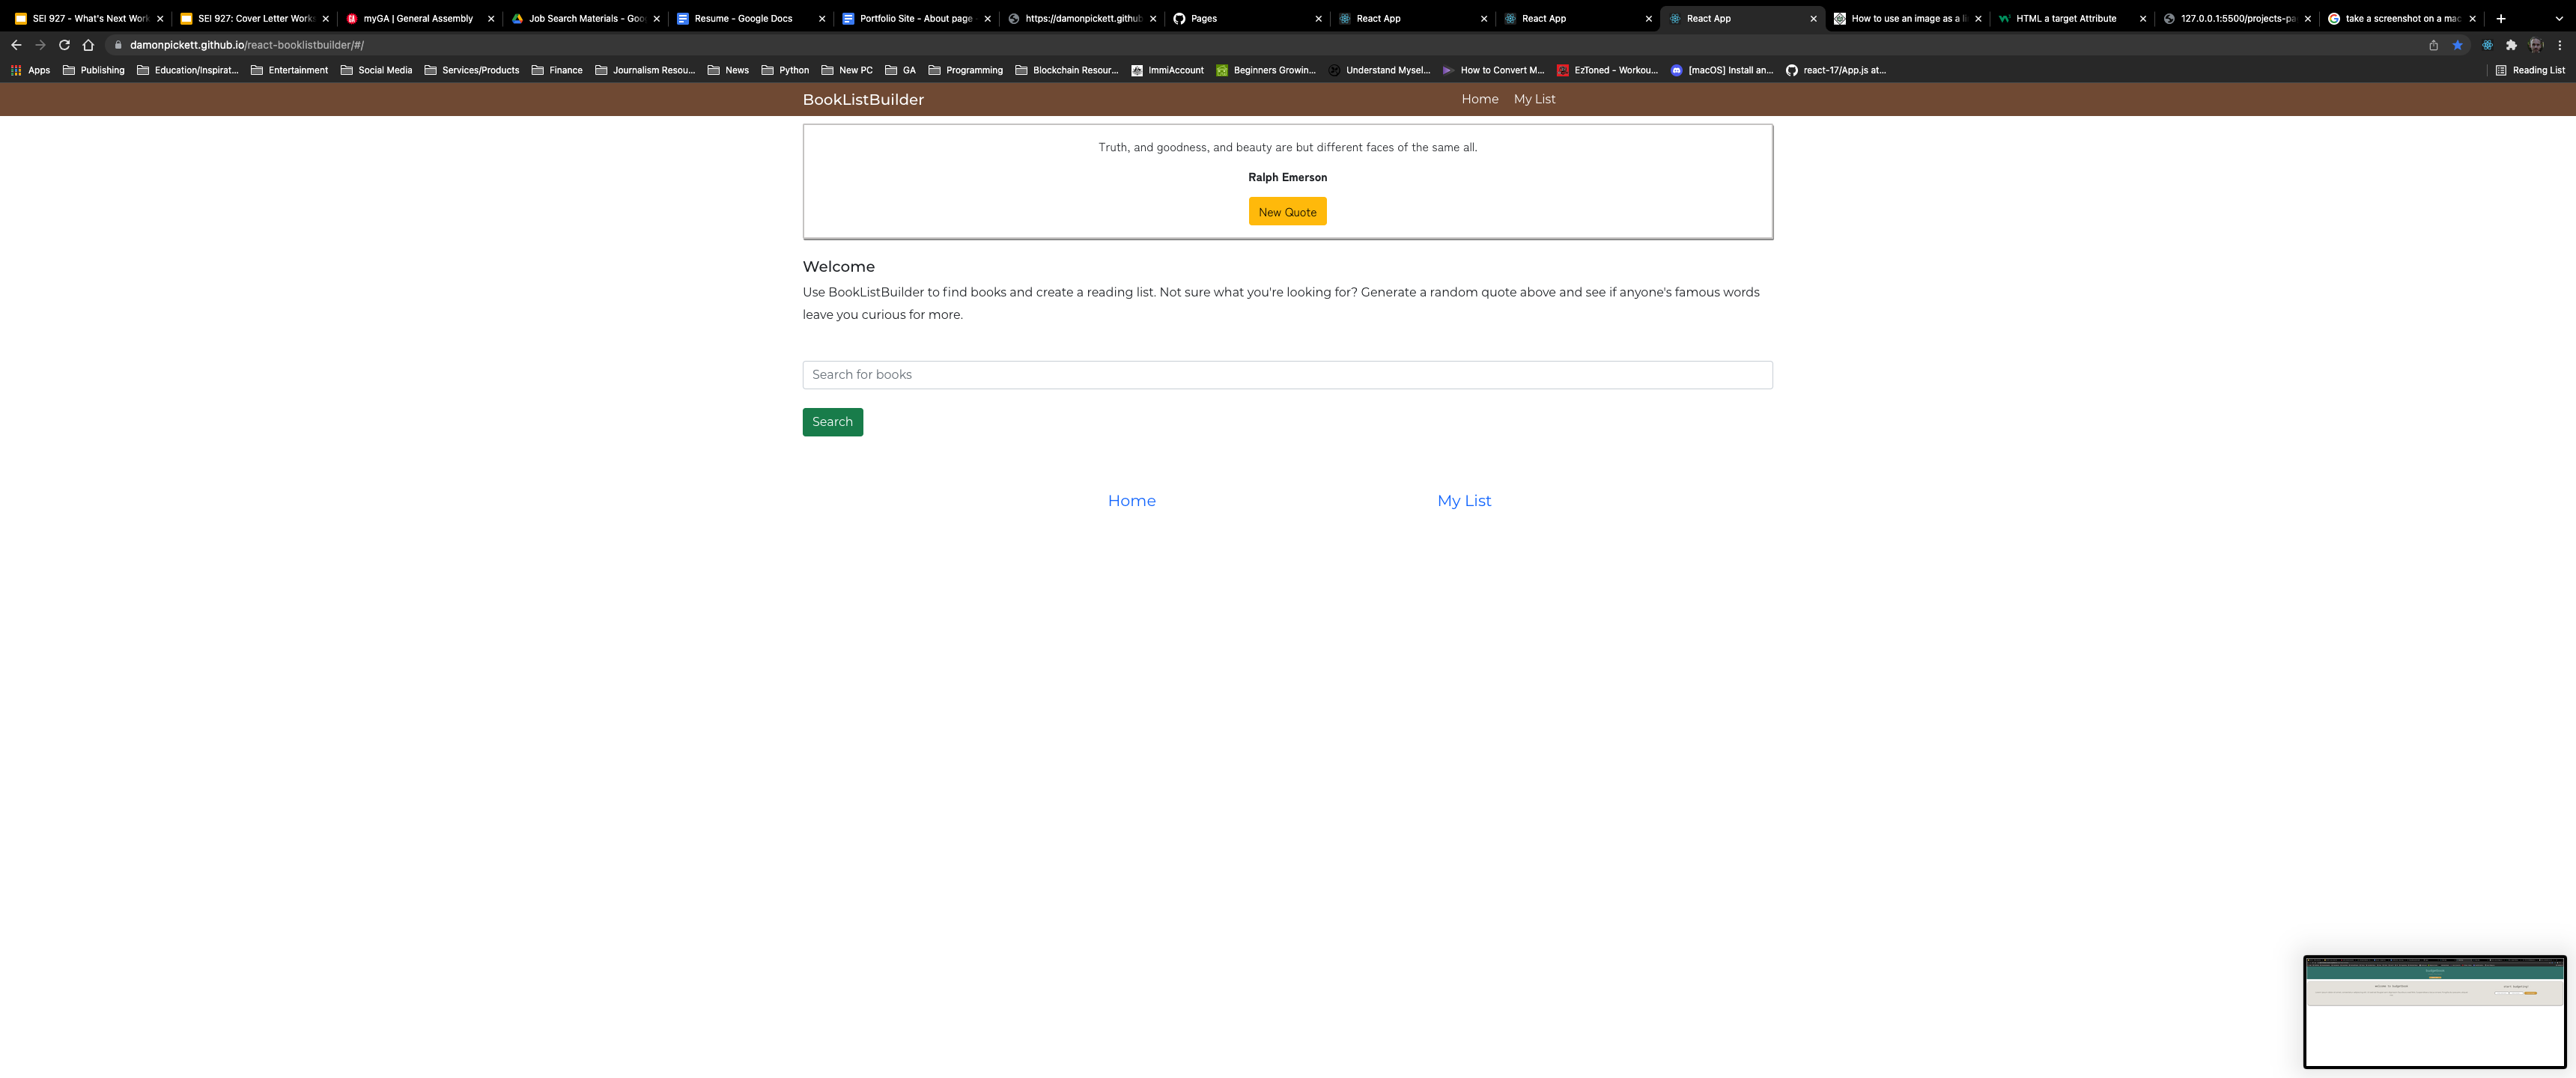 SEI 927 - What's Next Work
SEI 927: Cover Letter Works
myGA | General Assembly
Job Search Materials - Goo
Resume - Google Docs
Portfolio Site - About page -
https://damonpickett.github
Pages
React App
React App
React App
How to use an image as a li
HTML a target Attribute
127.0.0.1:5500/projects-pa
take a screenshot on a mac
damonpickett.github.io/react-booklistbuilder/#/
Apps
Publishing
Education/Inspirat...
Entertainment
Social Media
Services/Products
Finance
Journalism Resou...
News
Python
New PC
GA
Programming
Blockchain Resour...
ImmiAccount
Beginners Growin...
Understand Mysel...
How to Convert M...
EzToned - Workou...
[macOS] Install an...
react-17/App.js at...
Reading List
BookListBuilder
Home
My List
Truth, and goodness, and beauty are but different faces of the same all.
Ralph Emerson
New Quote
Welcome
Use BookListBuilder to find books and create a reading list. Not sure what you're looking for? Generate a random quote above and see if anyone's famous words
leave you curious for more.
Search for books
Search
Home
My List